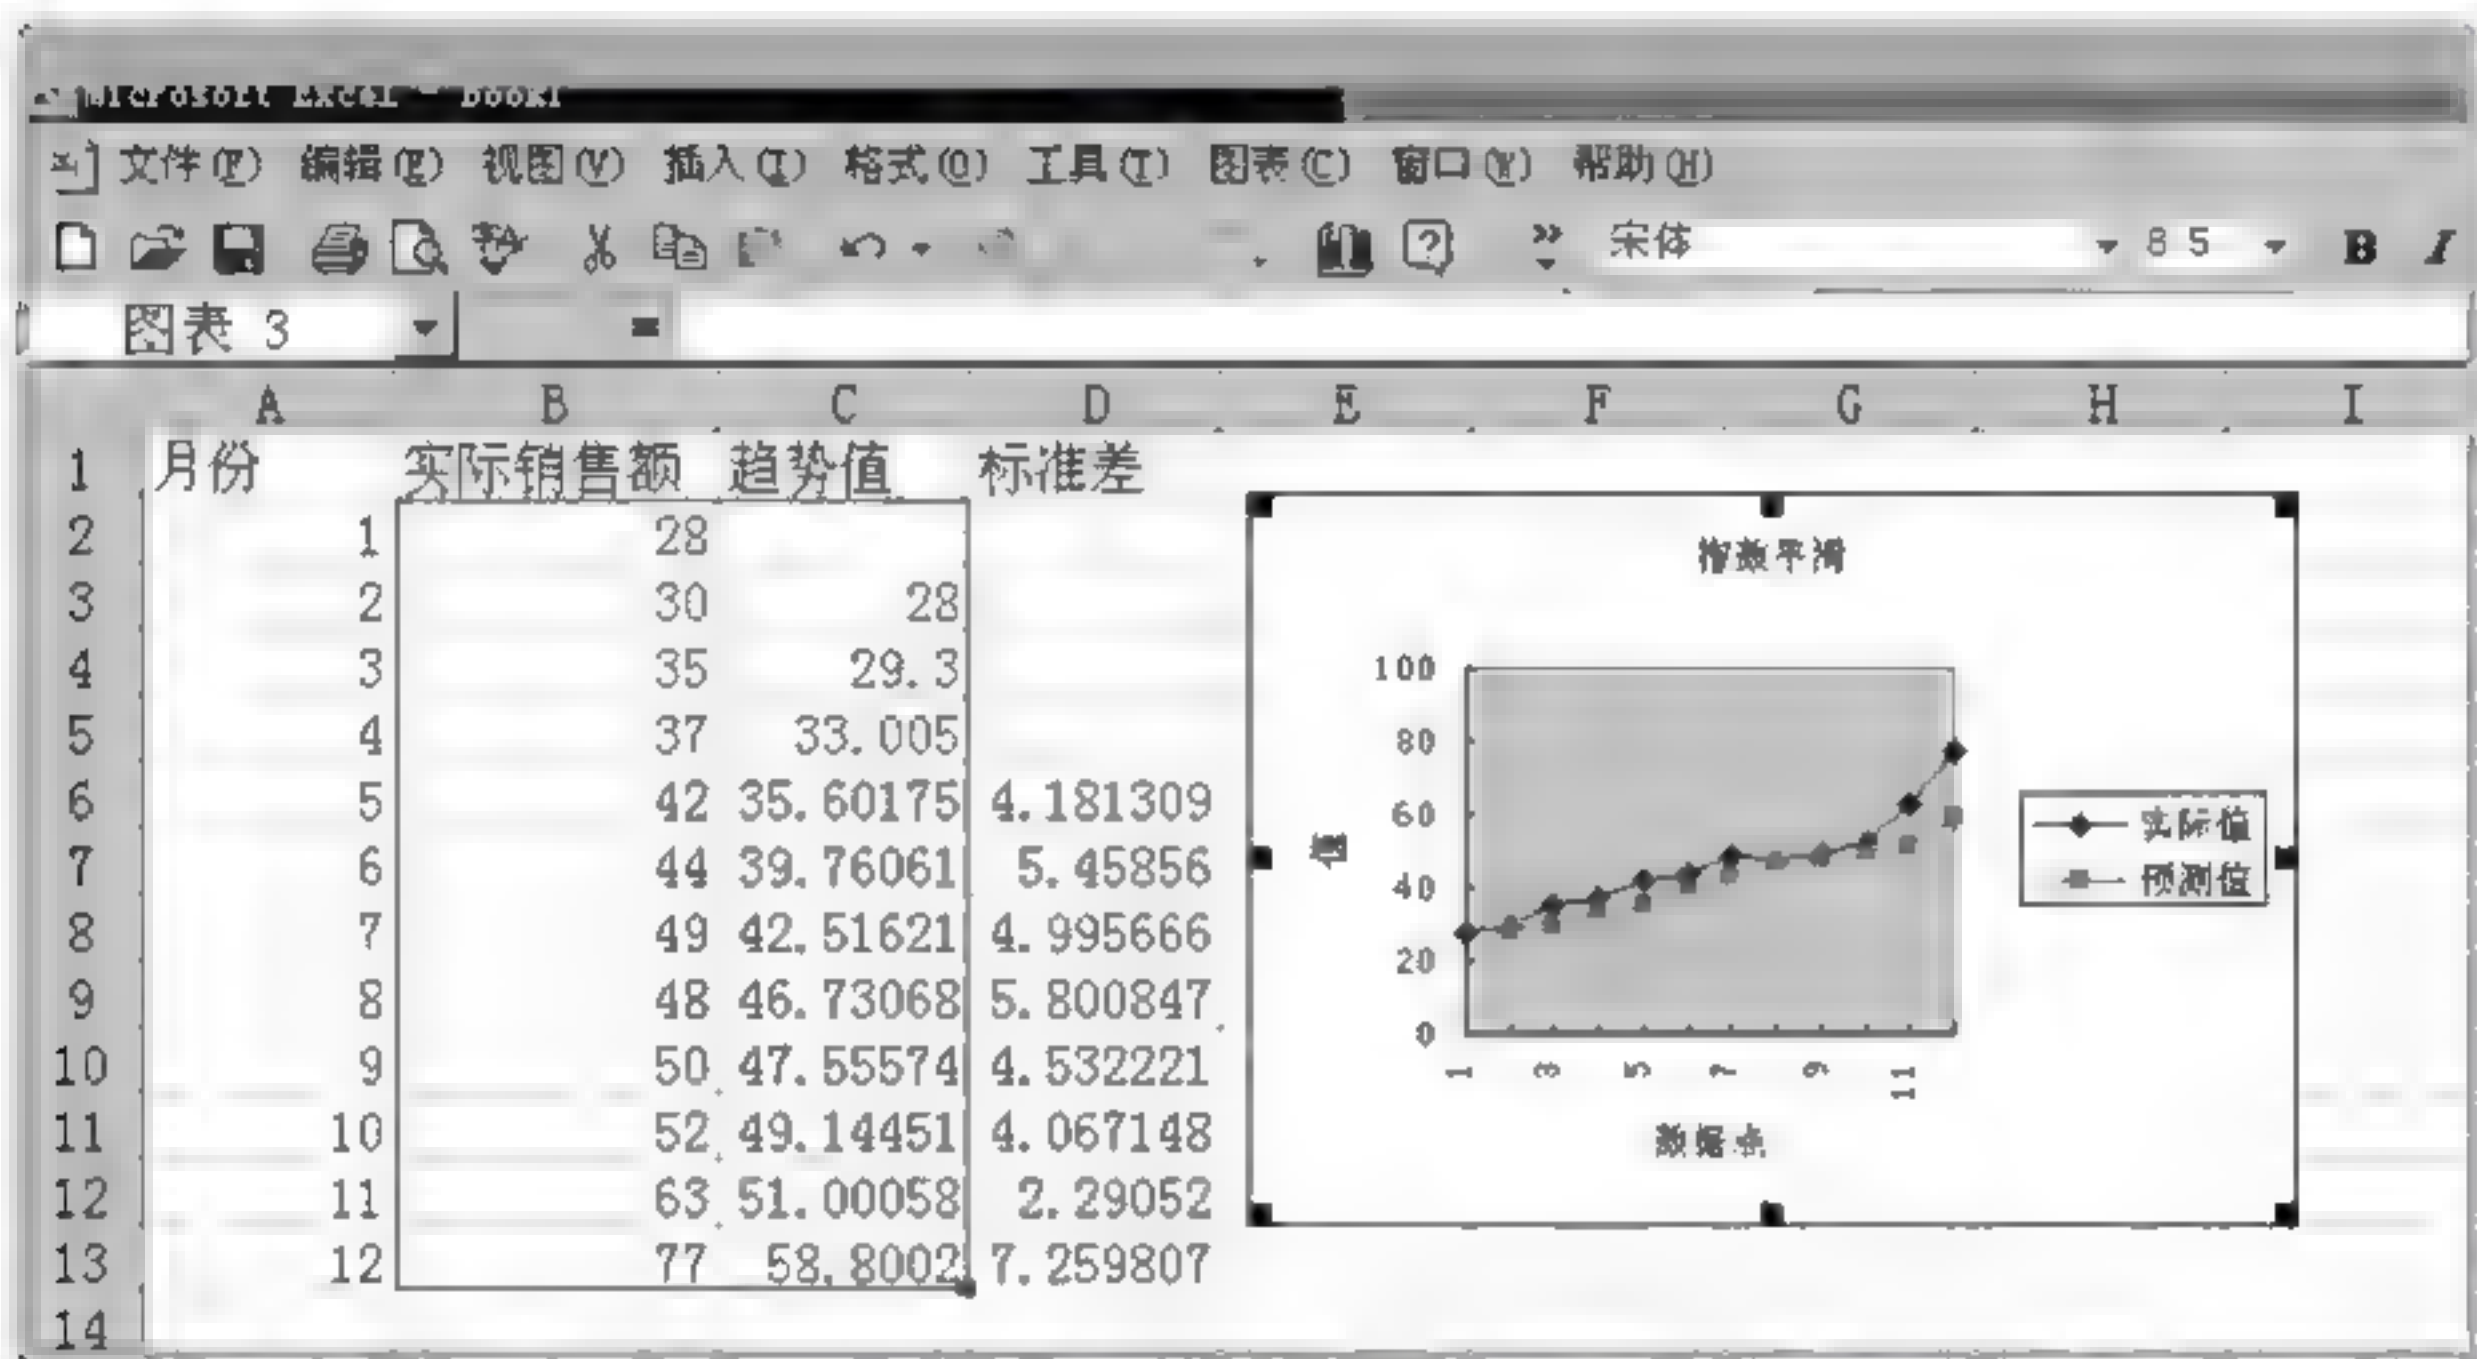 Microsoft Excel - Book1
文件(F) 编辑(E) 视图(V) 插入(I) 格式(O) 工具(T) 图表(C) 窗口(W) 帮助(H)
宋体 8.5 B I
图表 3 =
A B C D E F G H I
1 月份 实际销售额 趋势值 标准差
2 1 28
3 2 30 28
4 3 35 29.3
5 4 37 33.005
6 5 42 35.60175 4.181309
7 6 44 39.76061 5.45856
8 7 49 42.51621 4.995666
9 8 48 46.73068 5.800847
10 9 50 47.55574 4.532221
11 10 52 49.14451 4.067148
12 11 63 51.00058 2.29052
13 12 77 58.8002 7.259807
14
指数平滑
100
80
60
40
20
0
值
1 3 5 7 9 11
数据点
实际值
预测值